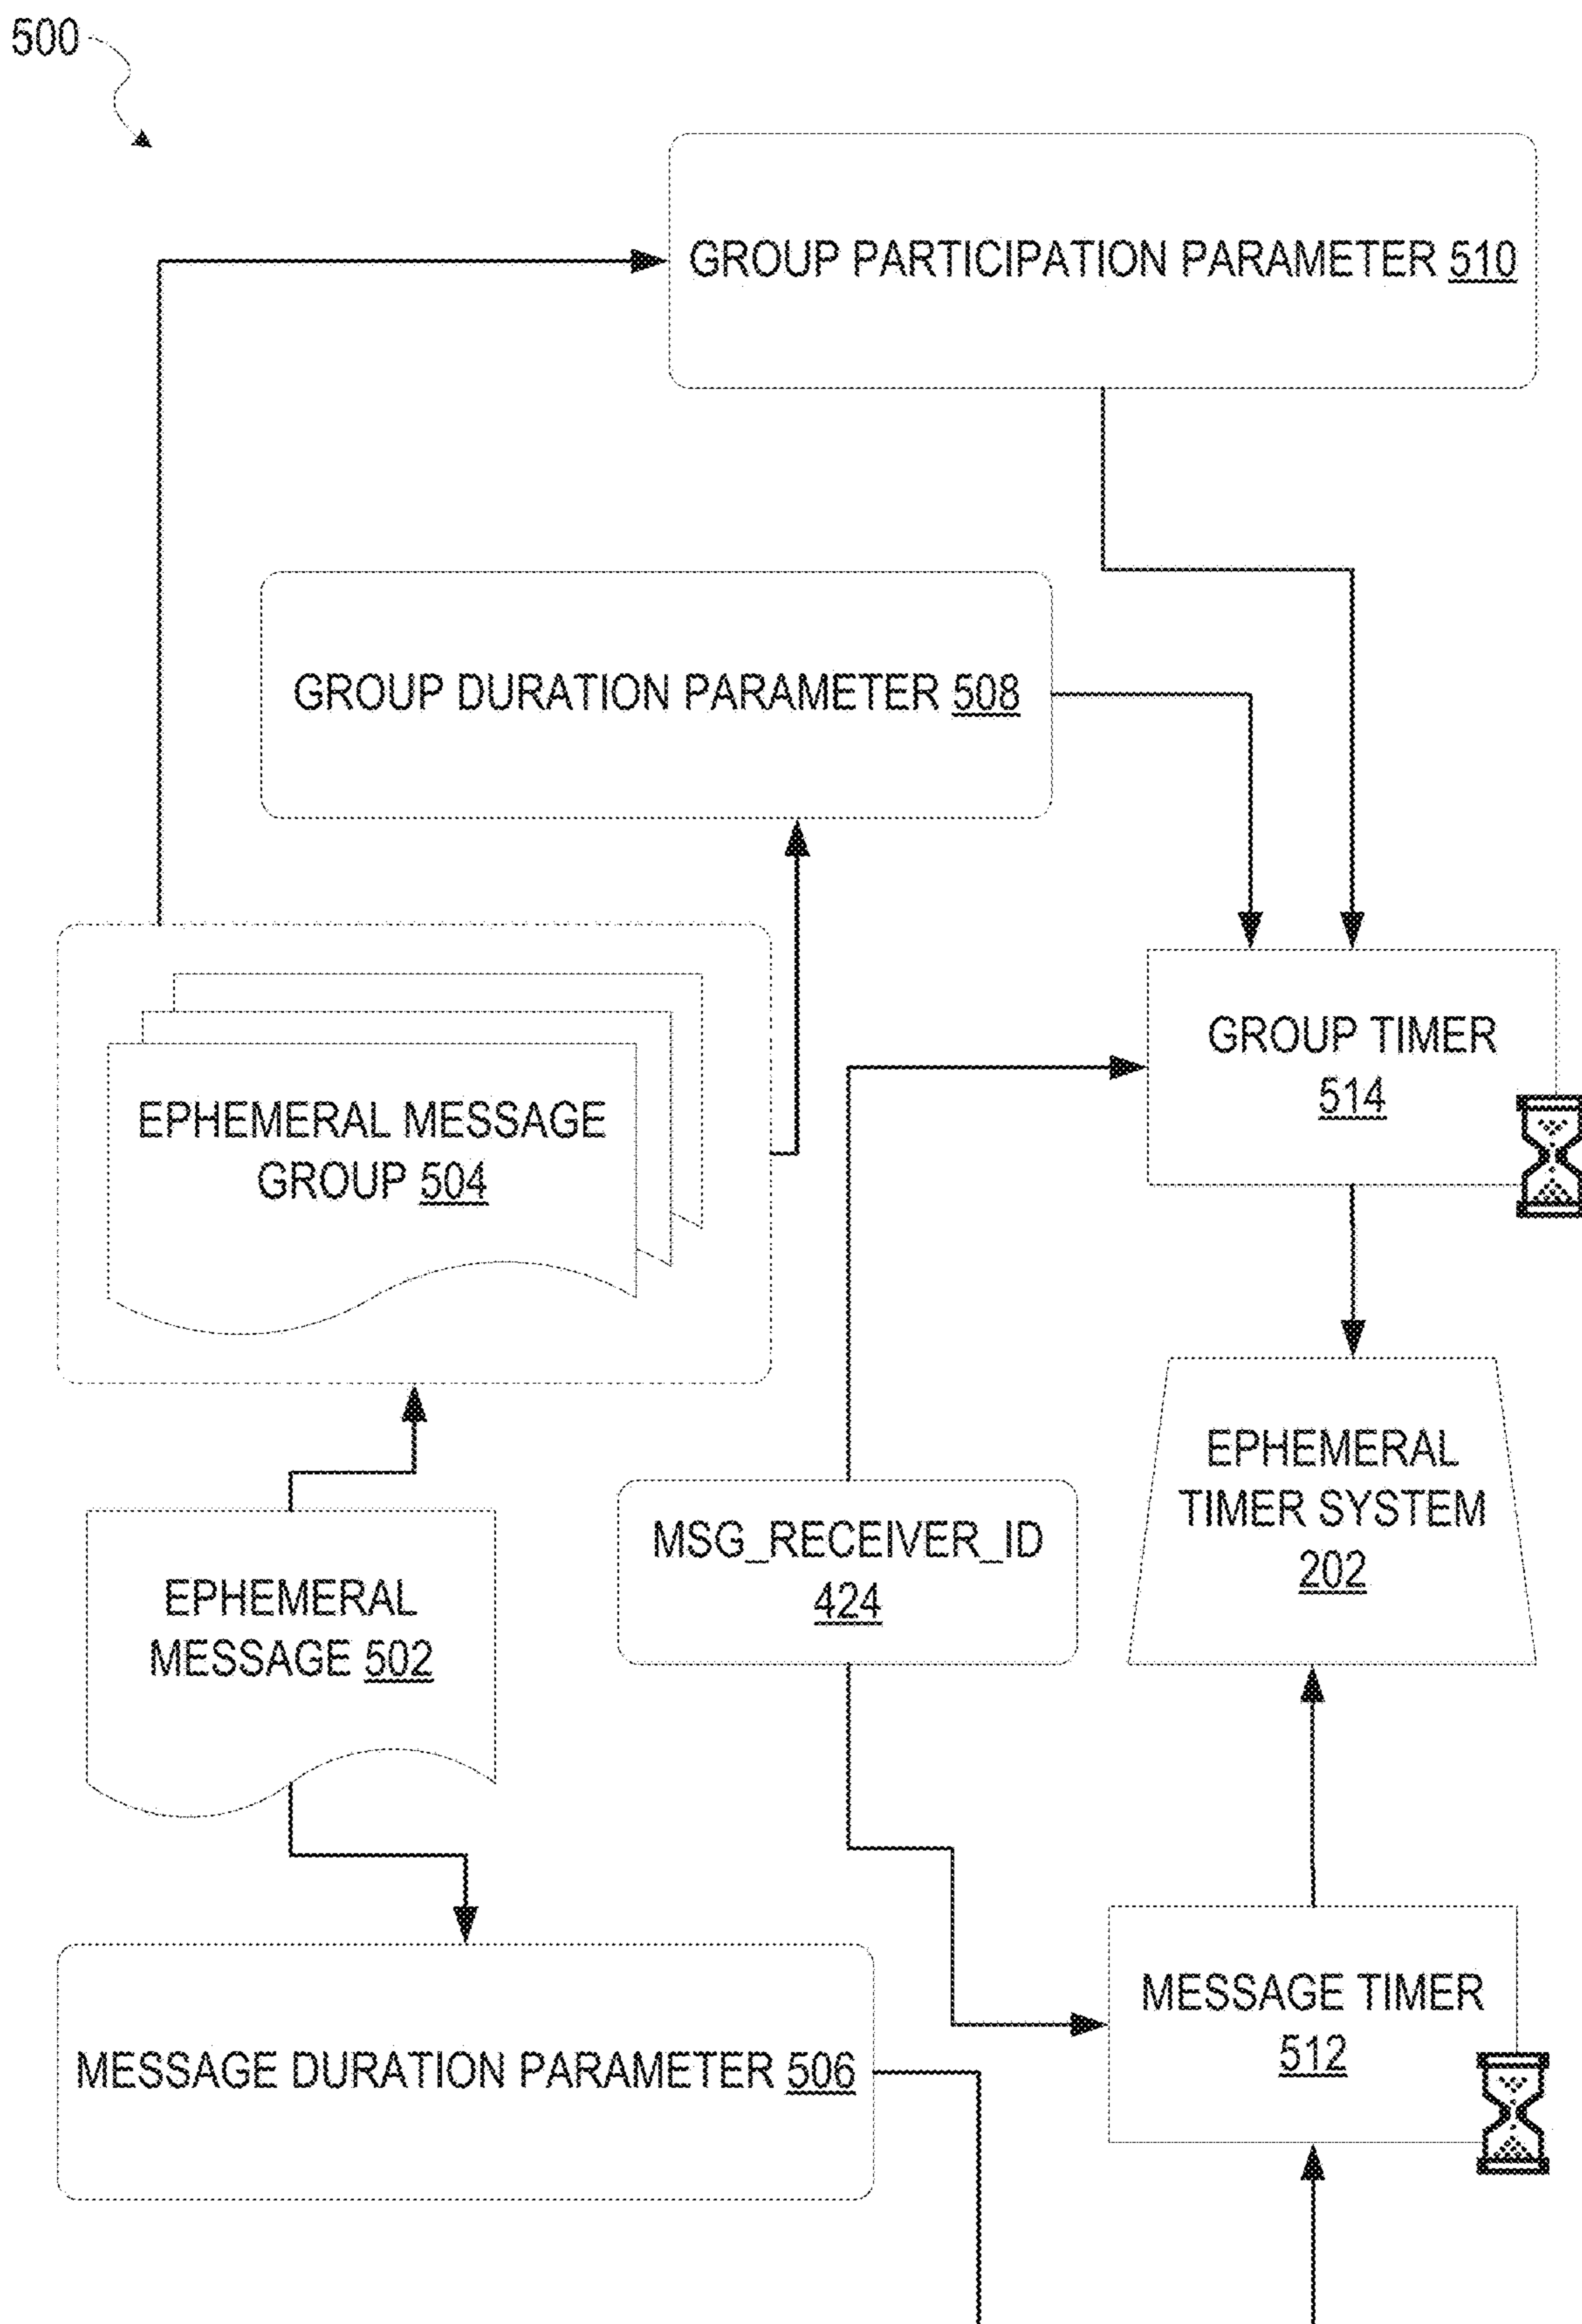 500
GROUP PARTICIPATION PARAMETER 510
GROUP DURATION PARAMETER 508
GROUP TIMER
514
EPHEMERAL MESSAGE
GROUP 504
EPHEMERAL
TIMER SYSTEM
202
MSG_RECEIVER_ID
424
EPHEMERAL
MESSAGE 502
MESSAGE TIMER
512
MESSAGE DURATION PARAMETER 506